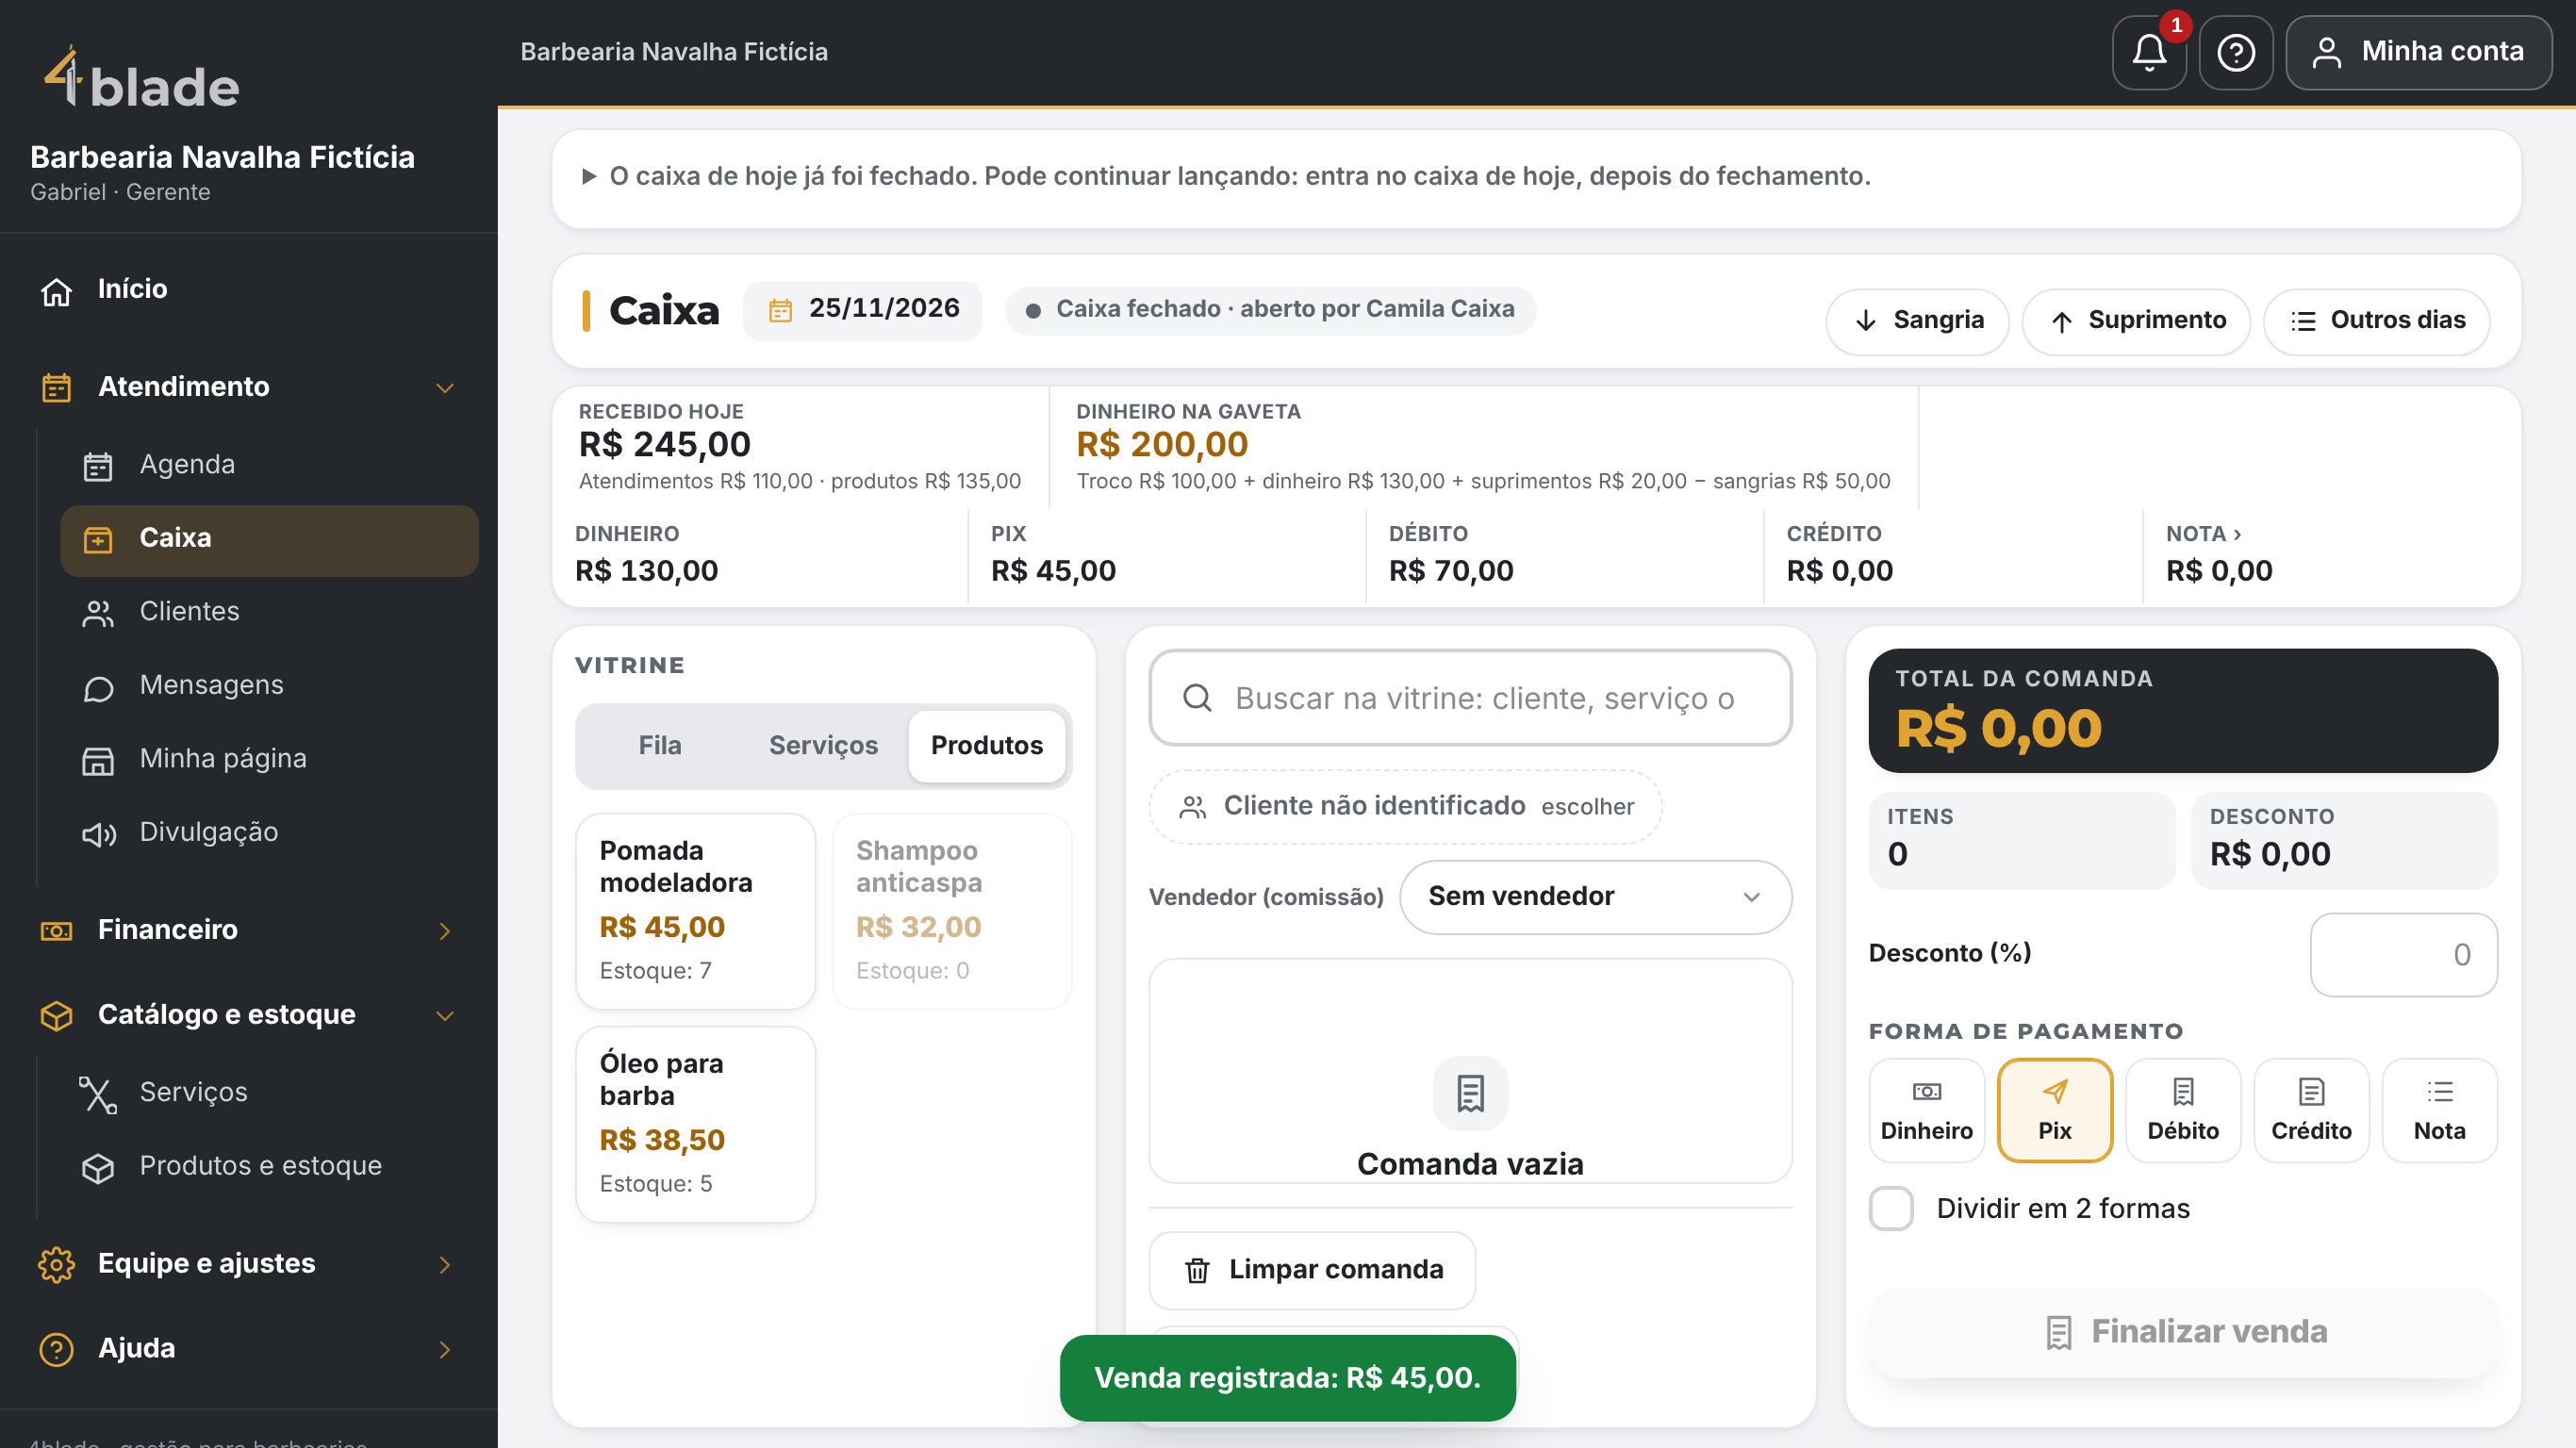 4blade
Barbearia Navalha Fictícia
Gabriel · Gerente
Início
Atendimento
Agenda
Caixa
Clientes
Mensagens
Minha página
Divulgação
Financeiro
Catálogo e estoque
Serviços
Produtos e estoque
Equipe e ajustes
Ajuda
4blade · gestão para barbearias
Barbearia Navalha Fictícia
1
Minha conta
O caixa de hoje já foi fechado. Pode continuar lançando: entra no caixa de hoje, depois do fechamento.
Caixa
25/11/2026
Caixa fechado · aberto por Camila Caixa
Sangria
Suprimento
Outros dias
RECEBIDO HOJE
R$ 245,00
Atendimentos R$ 110,00 · produtos R$ 135,00
DINHEIRO NA GAVETA
R$ 200,00
Troco R$ 100,00 + dinheiro R$ 130,00 + suprimentos R$ 20,00 − sangrias R$ 50,00
DINHEIRO
R$ 130,00
PIX
R$ 45,00
DÉBITO
R$ 70,00
CRÉDITO
R$ 0,00
NOTA ›
R$ 0,00
VITRINE
Fila
Serviços
Produtos
Pomada
modeladora
R$ 45,00
Estoque: 7
Shampoo
anticaspa
R$ 32,00
Estoque: 0
Óleo para
barba
R$ 38,50
Estoque: 5
Buscar na vitrine: cliente, serviço o
Cliente não identificado escolher
Vendedor (comissão)
Sem vendedor
Comanda vazia
Limpar comanda
Venda registrada: R$ 45,00.
TOTAL DA COMANDA
R$ 0,00
ITENS
0
DESCONTO
R$ 0,00
Desconto (%)
0
FORMA DE PAGAMENTO
Dinheiro
Pix
Débito
Crédito
Nota
Dividir em 2 formas
Finalizar venda